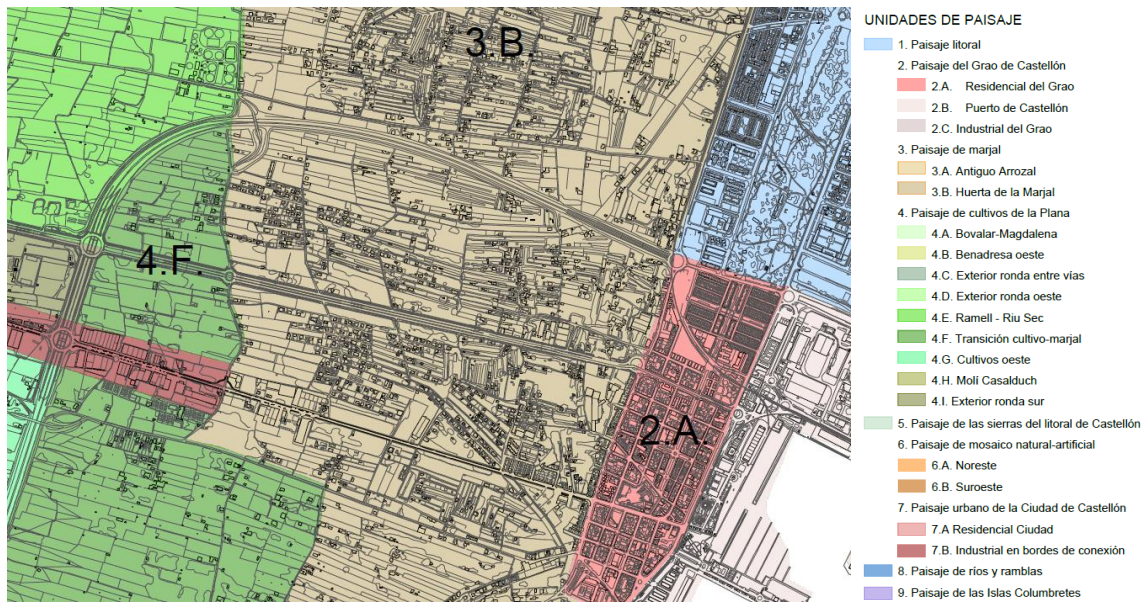 3.B.
4.F.
2.A.
UNIDADES DE PAISAJE
1. Paisaje litoral
2. Paisaje del Grao de Castellón
2.A. Residencial del Grao
2.B. Puerto de Castellón
2.C. Industrial del Grao
3. Paisaje de marjal
3.A. Antiguo Arrozal
3.B. Huerta de la Marjal
4. Paisaje de cultivos de la Plana
4.A. Bovalar-Magdalena
4.B. Benadresa oeste
4.C. Exterior ronda entre vías
4.D. Exterior ronda oeste
4.E. Ramell - Riu Sec
4.F. Transición cultivo-marjal
4.G. Cultivos oeste
4.H. Molí Casalduch
4.I. Exterior ronda sur
5. Paisaje de las sierras del litoral de Castellón
6. Paisaje de mosaico natural-artificial
6.A. Noreste
6.B. Suroeste
7. Paisaje urbano de la Ciudad de Castellón
7.A Residencial Ciudad
7.B. Industrial en bordes de conexión
8. Paisaje de ríos y ramblas
9. Paisaje de las Islas Columbretes